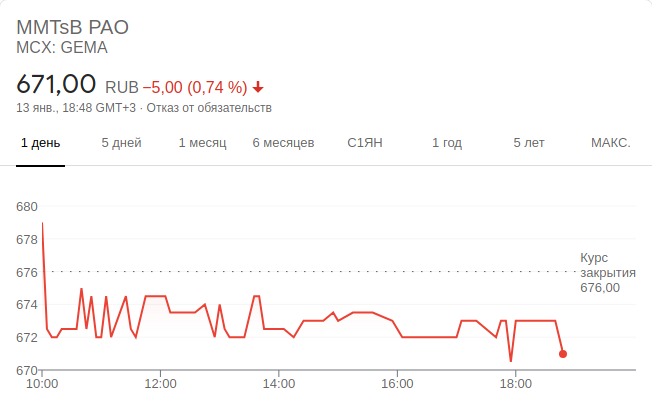 MMTsB PAO
MCX: GEMA
671,00 RUB −5,00 (0,74 %)
13 янв., 18:48 GMT+3 · Отказ от обязательств
1 день 5 дней 1 месяц 6 месяцев С1ЯН 1 год 5 лет МАКС.
680
678
676
674
672
670
Курс
закрытия
676,00
10:00 12:00 14:00 16:00 18:00